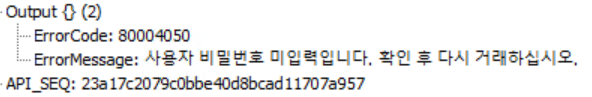 Output {} (2)
ErrorCode: 80004050
ErrorMessage: 사용자 비밀번호 미입력입니다. 확인 후 다시 거래하십시오.
API_SEQ: 23a17c2079c0bbe40d8bcad11707a957